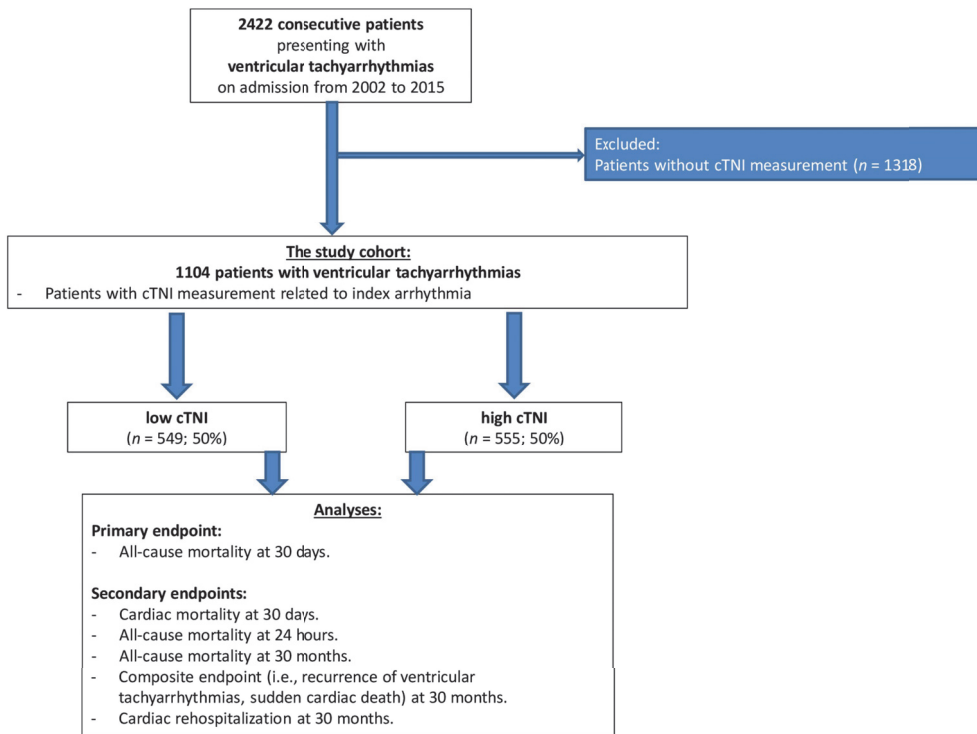 2422 consecutive patients
presenting with
ventricular tachyarrhythmias
on admission from 2002 to 2015
Excluded:
Patients without cTNI measurement (n = 1318)
The study cohort:
1104 patients with ventricular tachyarrhythmias
- Patients with cTNI measurement related to index arrhythmia
low cTNI
(n = 549; 50%)
high cTNI
(n = 555; 50%)
Analyses:
Primary endpoint:
- All-cause mortality at 30 days.
Secondary endpoints:
- Cardiac mortality at 30 days.
- All-cause mortality at 24 hours.
- All-cause mortality at 30 months.
- Composite endpoint (i.e., recurrence of ventricular
tachyarrhythmias, sudden cardiac death) at 30 months.
- Cardiac rehospitalization at 30 months.